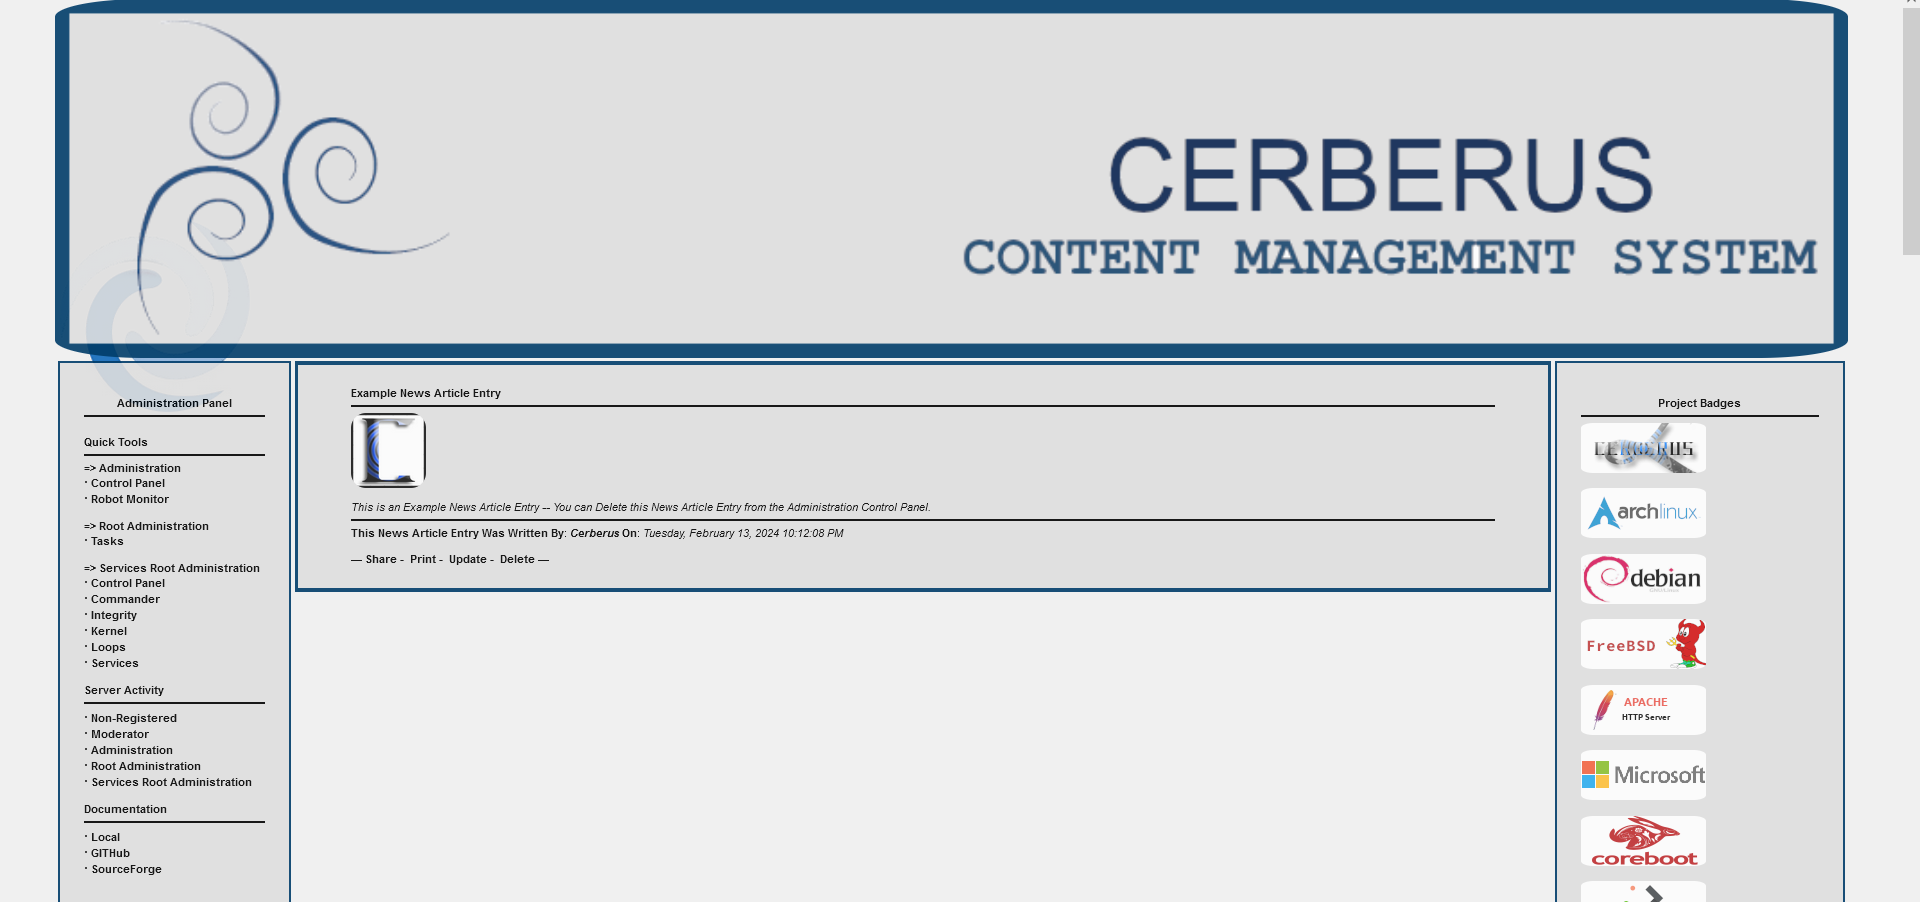 CERBERUS
CONTENT MANAGEMENT SYSTEM
Administration Panel
Quick Tools
=> Administration
· Control Panel
· Robot Monitor
=> Root Administration
· Tasks
=> Services Root Administration
· Control Panel
· Commander
· Integrity
· Kernel
· Loops
· Services
Server Activity
· Non-Registered
· Moderator
· Administration
· Root Administration
· Services Root Administration
Documentation
· Local
· GITHub
· SourceForge
Example News Article Entry
This is an Example News Article Entry -- You can Delete this News Article Entry from the Administration Control Panel.
This News Article Entry Was Written By: Cerberus On: Tuesday, February 13, 2024 10:12:08 PM
— Share - Print - Update - Delete —
Project Badges
CERBERUS
archlinux
debian
FreeBSD
APACHE
HTTP Server
Microsoft
coreboot